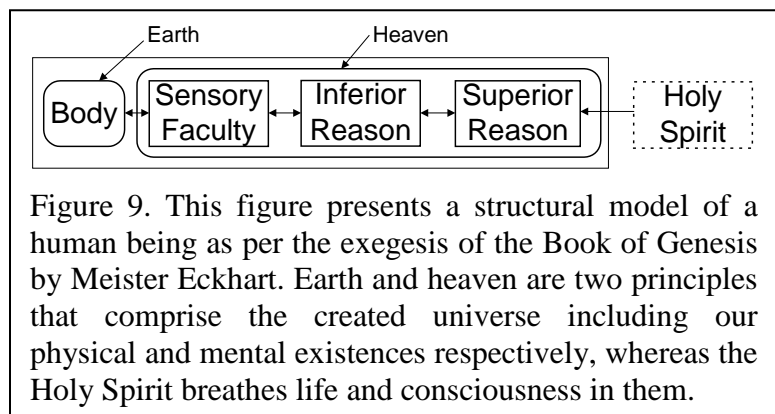 Earth
Heaven
Body
Sensory
Faculty
Inferior
Reason
Superior
Reason
Holy
Spirit
Figure 9. This figure presents a structural model of a
human being as per the exegesis of the Book of Genesis
by Meister Eckhart. Earth and heaven are two principles
that comprise the created universe including our
physical and mental existences respectively, whereas the
Holy Spirit breathes life and consciousness in them.